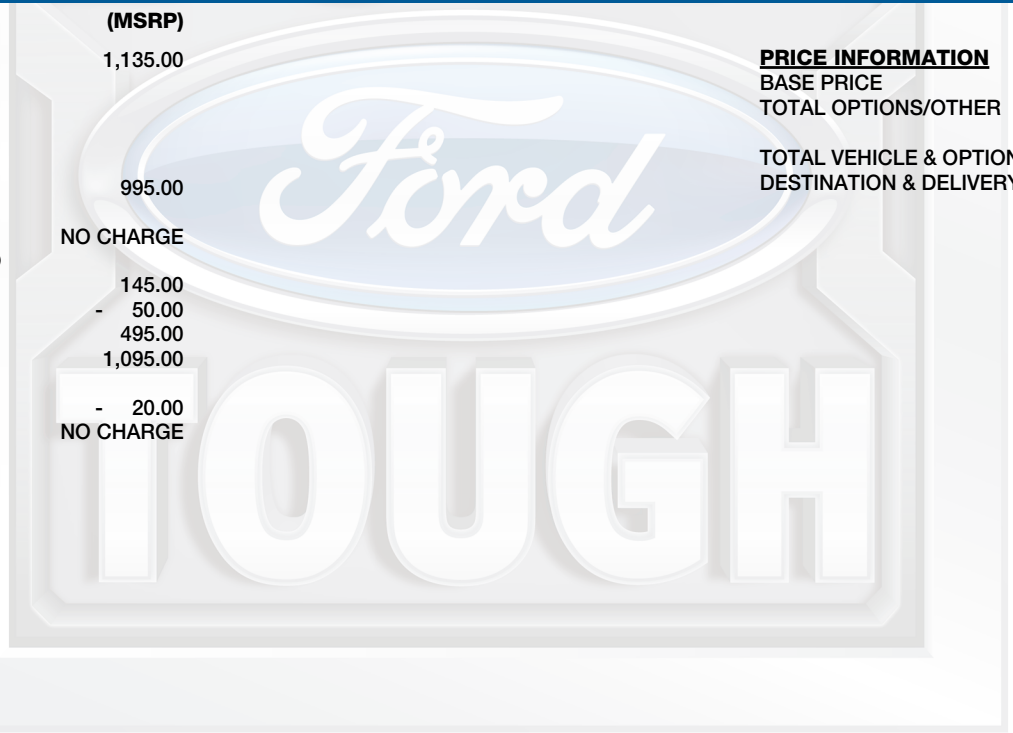 (MSRP)
1,135.00
995.00
NO CHARGE
145.00
- 50.00
495.00
1,095.00
- 20.00
NO CHARGE
PRICE INFORMATION
BASE PRICE
TOTAL OPTIONS/OTHER
TOTAL VEHICLE & OPTION
DESTINATION & DELIVERY
Ford
TOUGH